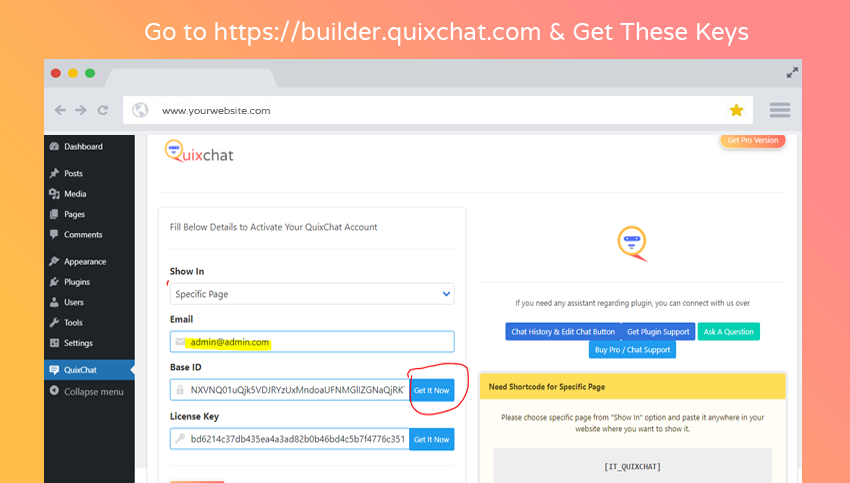 Go to https://builder.quixchat.com & Get These Keys
www.yourwebsite.com
Dashboard
Posts
Media
Pages
Comments
Appearance
Plugins
Users
Tools
Settings
QuixChat
Collapse menu
Quixchat
Get Pro Version
Fill Below Details to Activate Your QuixChat Account
Show In
Specific Page
Email
admin@admin.com
Base ID
Get It Now
License Key
bd6214c37db435ea4a3ad82b0b46bd4c5b7f4776c351
Get It Now
If you need any assistant regarding plugin, you can connect with us over
Chat History & Edit Chat Button
Get Plugin Support
Ask A Question
Buy Pro / Chat Support
Need Shortcode for Specific Page
Please choose specific page from "Show In" option and paste it anywhere in your
website where you want to show it.
[IT_QUIXCHAT]